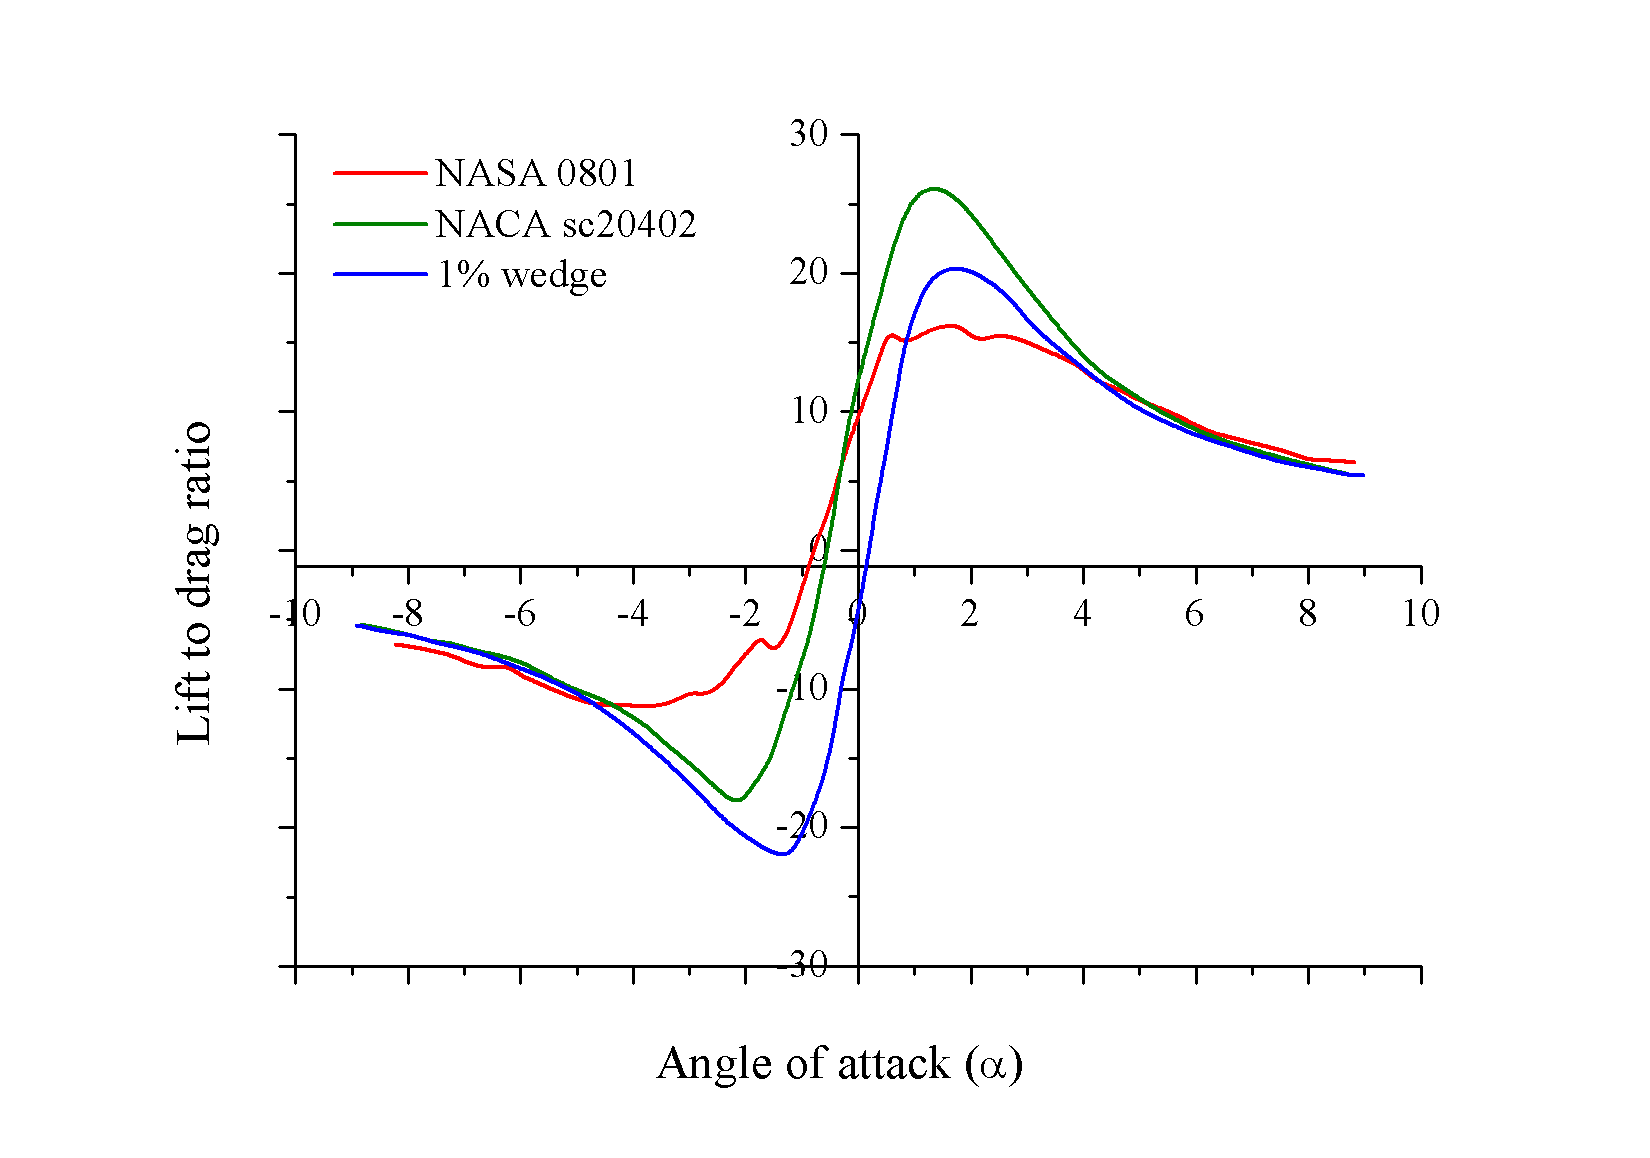 30
NASA 0801
NACA sc20402
1% wedge
20
10
0
-10 -8 -6 -4 -2 0 2 4 6 8 10
-10
-20
-30
Lift to drag ratio
Angle of attack (α)